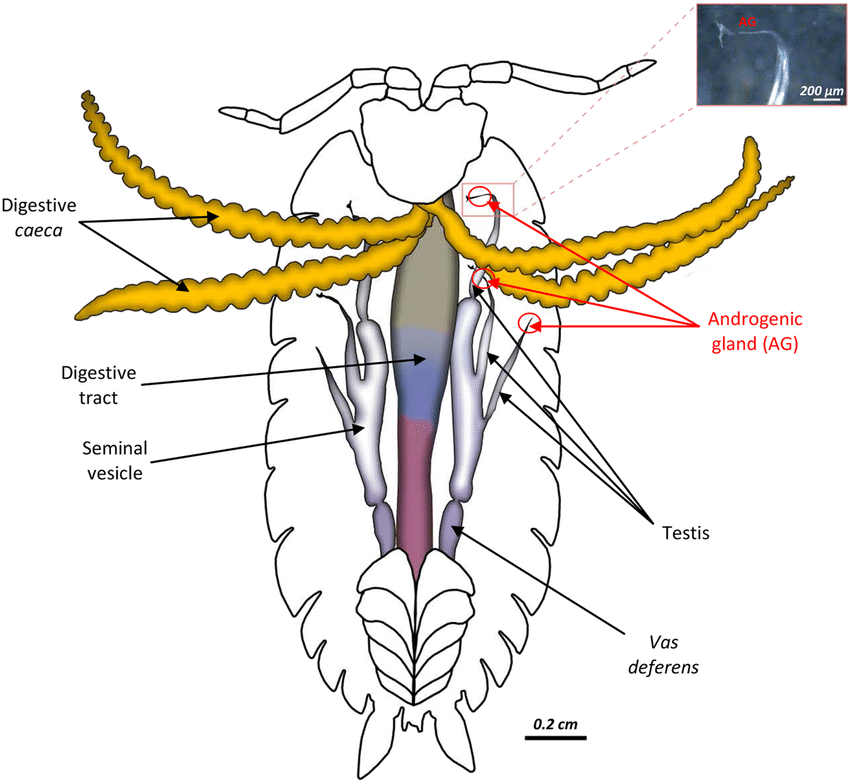 AG
200 µm
Digestive
caeca
Androgenic
gland (AG)
Digestive
tract
Seminal
vesicle
Testis
Vas
deferens
0.2 cm